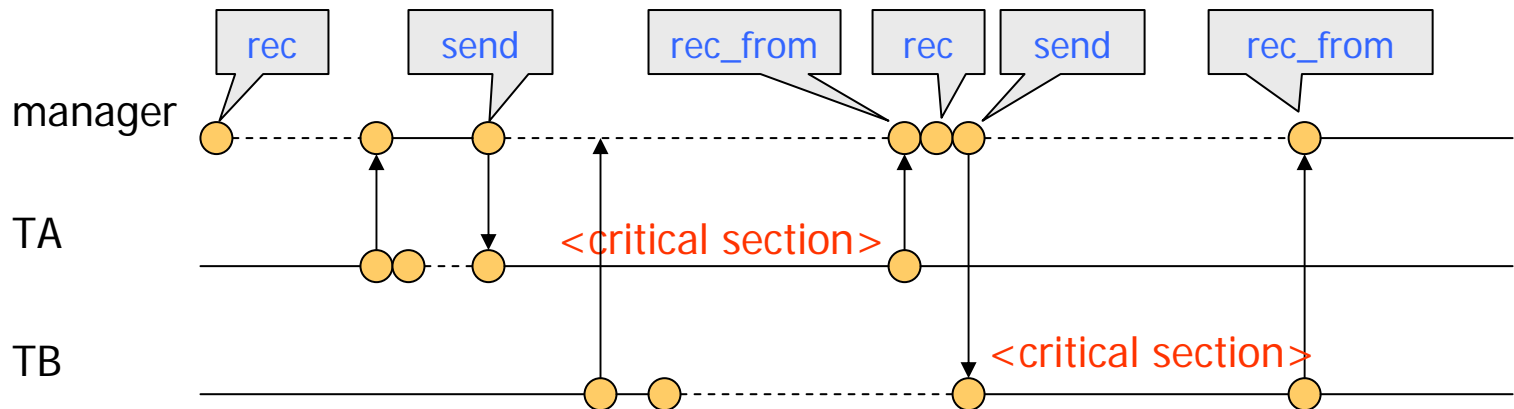 rec send rec_from rec send rec_from
manager
TA <critical section>
TB <critical section>